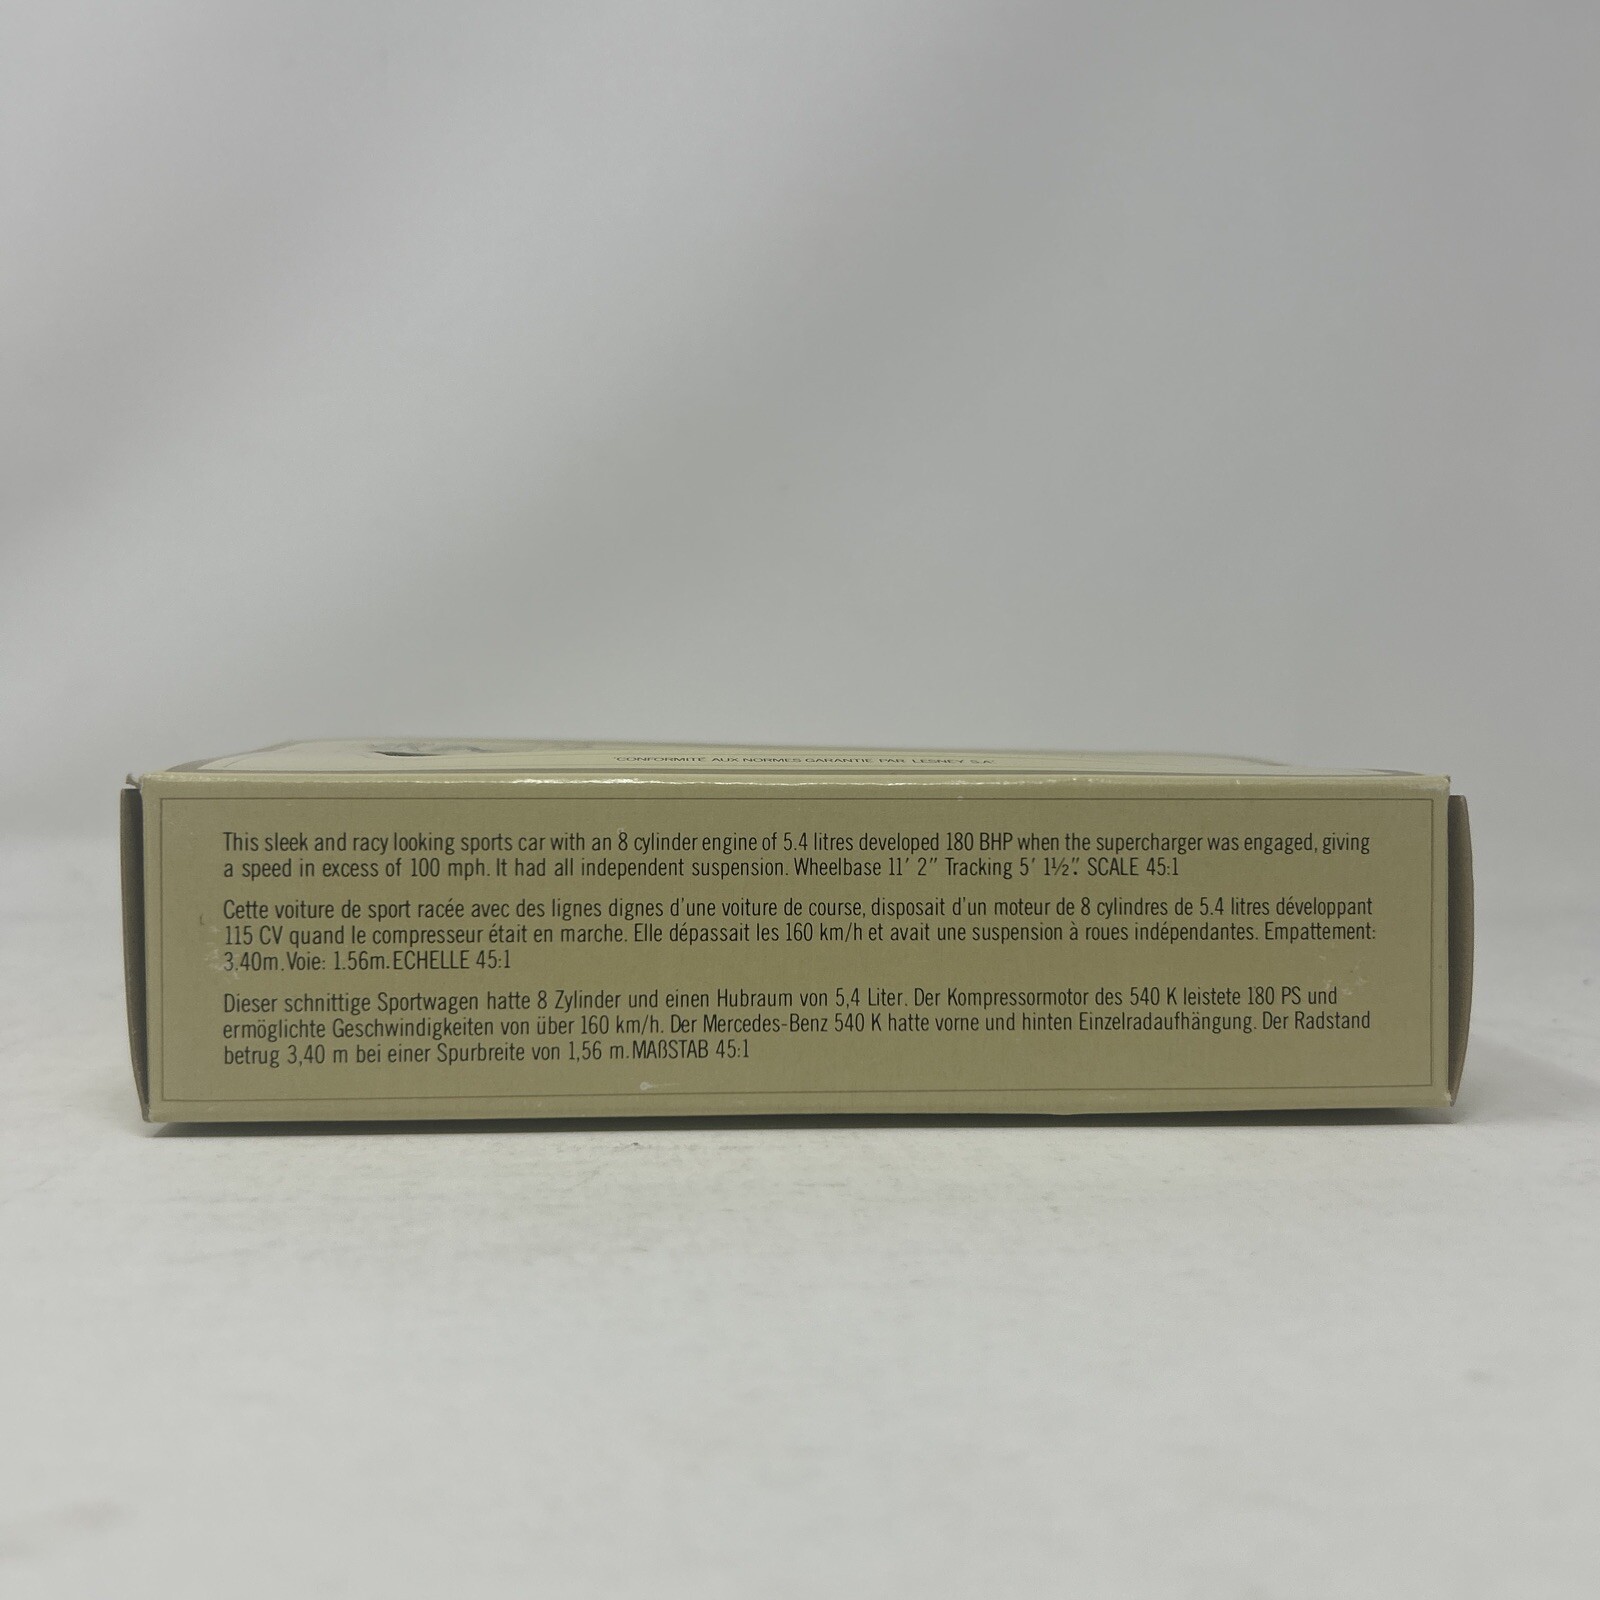 "CONFORMITÉ AUX NORMES GARANTIE PAR LESNEY S.A"
This sleek and racy looking sports car with an 8 cylinder engine of 5.4 litres developed 180 BHP when the supercharger was engaged, giving
a speed in excess of 100 mph. It had all independent suspension. Wheelbase 11' 2" Tracking 5' 1½". SCALE 45:1
Cette voiture de sport racée avec des lignes dignes d'une voiture de course, disposait d'un moteur de 8 cylindres de 5.4 litres développant
115 CV quand le compresseur était en marche. Elle dépassait les 160 km/h et avait une suspension à roues indépendantes. Empattement:
3.40m. Voie: 1.56m. ECHELLE 45:1
Dieser schnittige Sportwagen hatte 8 Zylinder und einen Hubraum von 5,4 Liter. Der Kompressormotor des 540 K leistete 180 PS und
ermöglichte Geschwindigkeiten von über 160 km/h. Der Mercedes-Benz 540 K hatte vorne und hinten Einzelradaufhängung. Der Radstand
betrug 3,40 m bei einer Spurbreite von 1,56 m. MAßSTAB 45:1